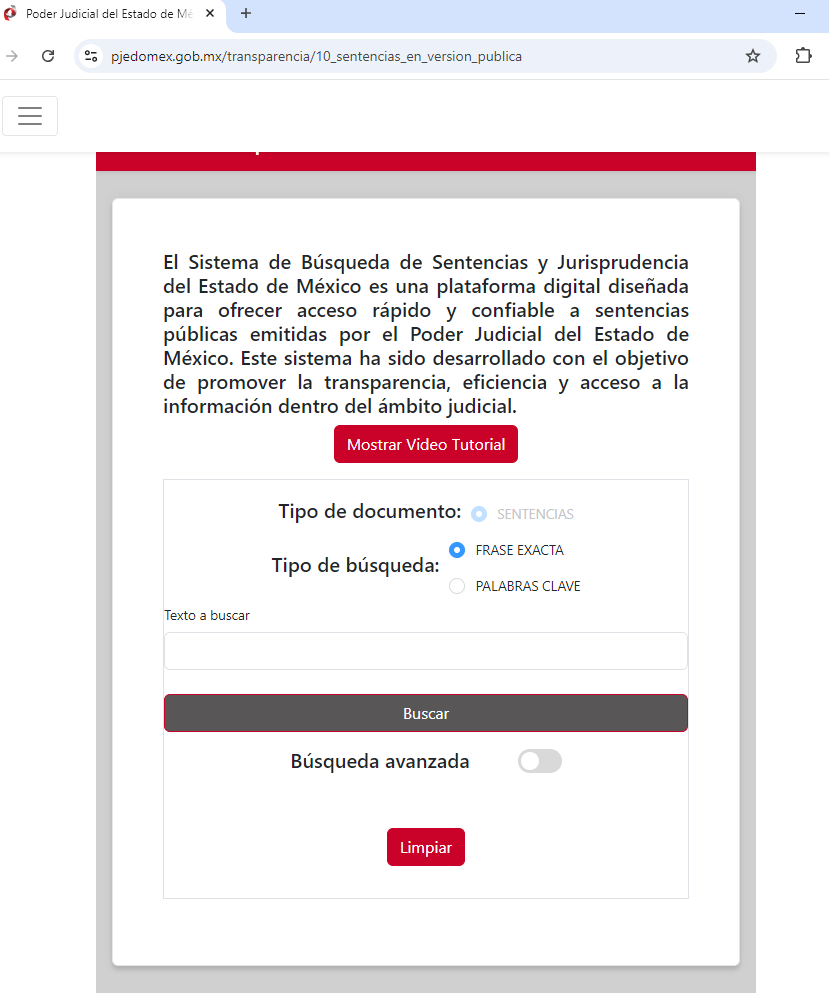 Poder Judicial del Estado de Mé
pjedomex.gob.mx/transparencia/10_sentencias_en_version_publica
El Sistema de Búsqueda de Sentencias y Jurisprudencia
del Estado de México es una plataforma digital diseñada
para ofrecer acceso rápido y confiable a sentencias
públicas emitidas por el Poder Judicial del Estado de
México. Este sistema ha sido desarrollado con el objetivo
de promover la transparencia, eficiencia y acceso a la
información dentro del ámbito judicial.
Mostrar Video Tutorial
Tipo de documento: SENTENCIAS
Tipo de búsqueda: FRASE EXACTA
PALABRAS CLAVE
Texto a buscar
Buscar
Búsqueda avanzada
Limpiar